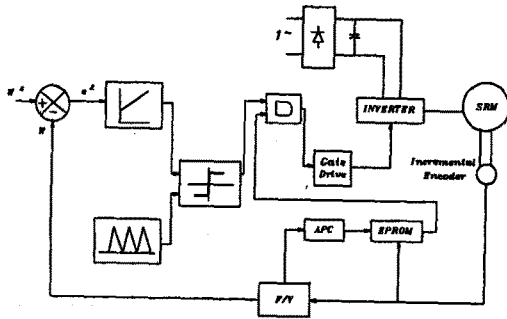 1~
INVERTER
SRM
+
-
Gate
Drive
Incremental
Encoder
APC
EPROM
F/V